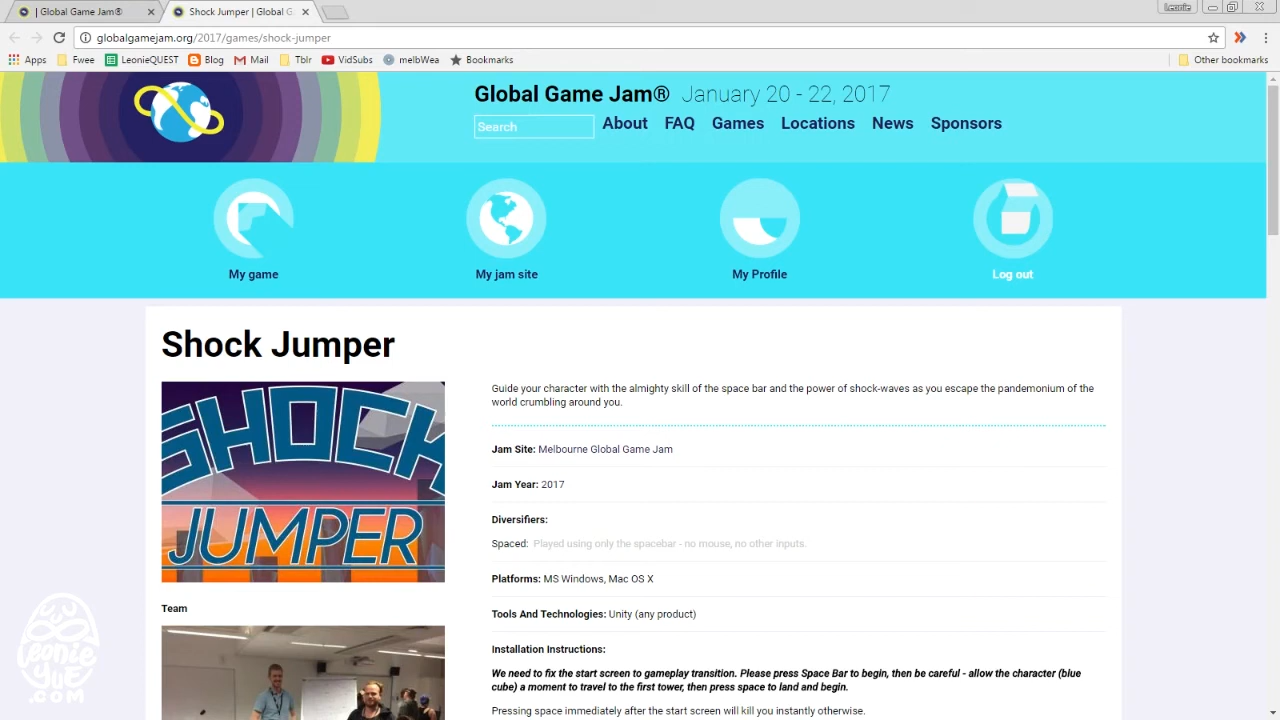 | Global Game Jam®
Shock Jumper | Global G
Leonie
globalgamejam.org/2017/games/shock-jumper
Apps
Fwee
LeonieQUEST
Blog
Mail
Tblr
VidSubs
melbWea
Bookmarks
Other bookmarks
Global Game Jam® January 20 - 22, 2017
Search
About
FAQ
Games
Locations
News
Sponsors
My game
My jam site
My Profile
Log out
Shock Jumper
SHOCK
JUMPER
Guide your character with the almighty skill of the space bar and the power of shock-waves as you escape the pandemonium of the
world crumbling around you.
Jam Site: Melbourne Global Game Jam
Jam Year: 2017
Diversifiers:
Spaced: Played using only the spacebar - no mouse, no other inputs.
Platforms: MS Windows, Mac OS X
Tools And Technologies: Unity (any product)
Installation Instructions:
We need to fix the start screen to gameplay transition. Please press Space Bar to begin, then be careful - allow the character (blue
cube) a moment to travel to the first tower, then press space to land and begin.
Pressing space immediately after the start screen will kill you instantly otherwise.
Team
leonie
yue
.com